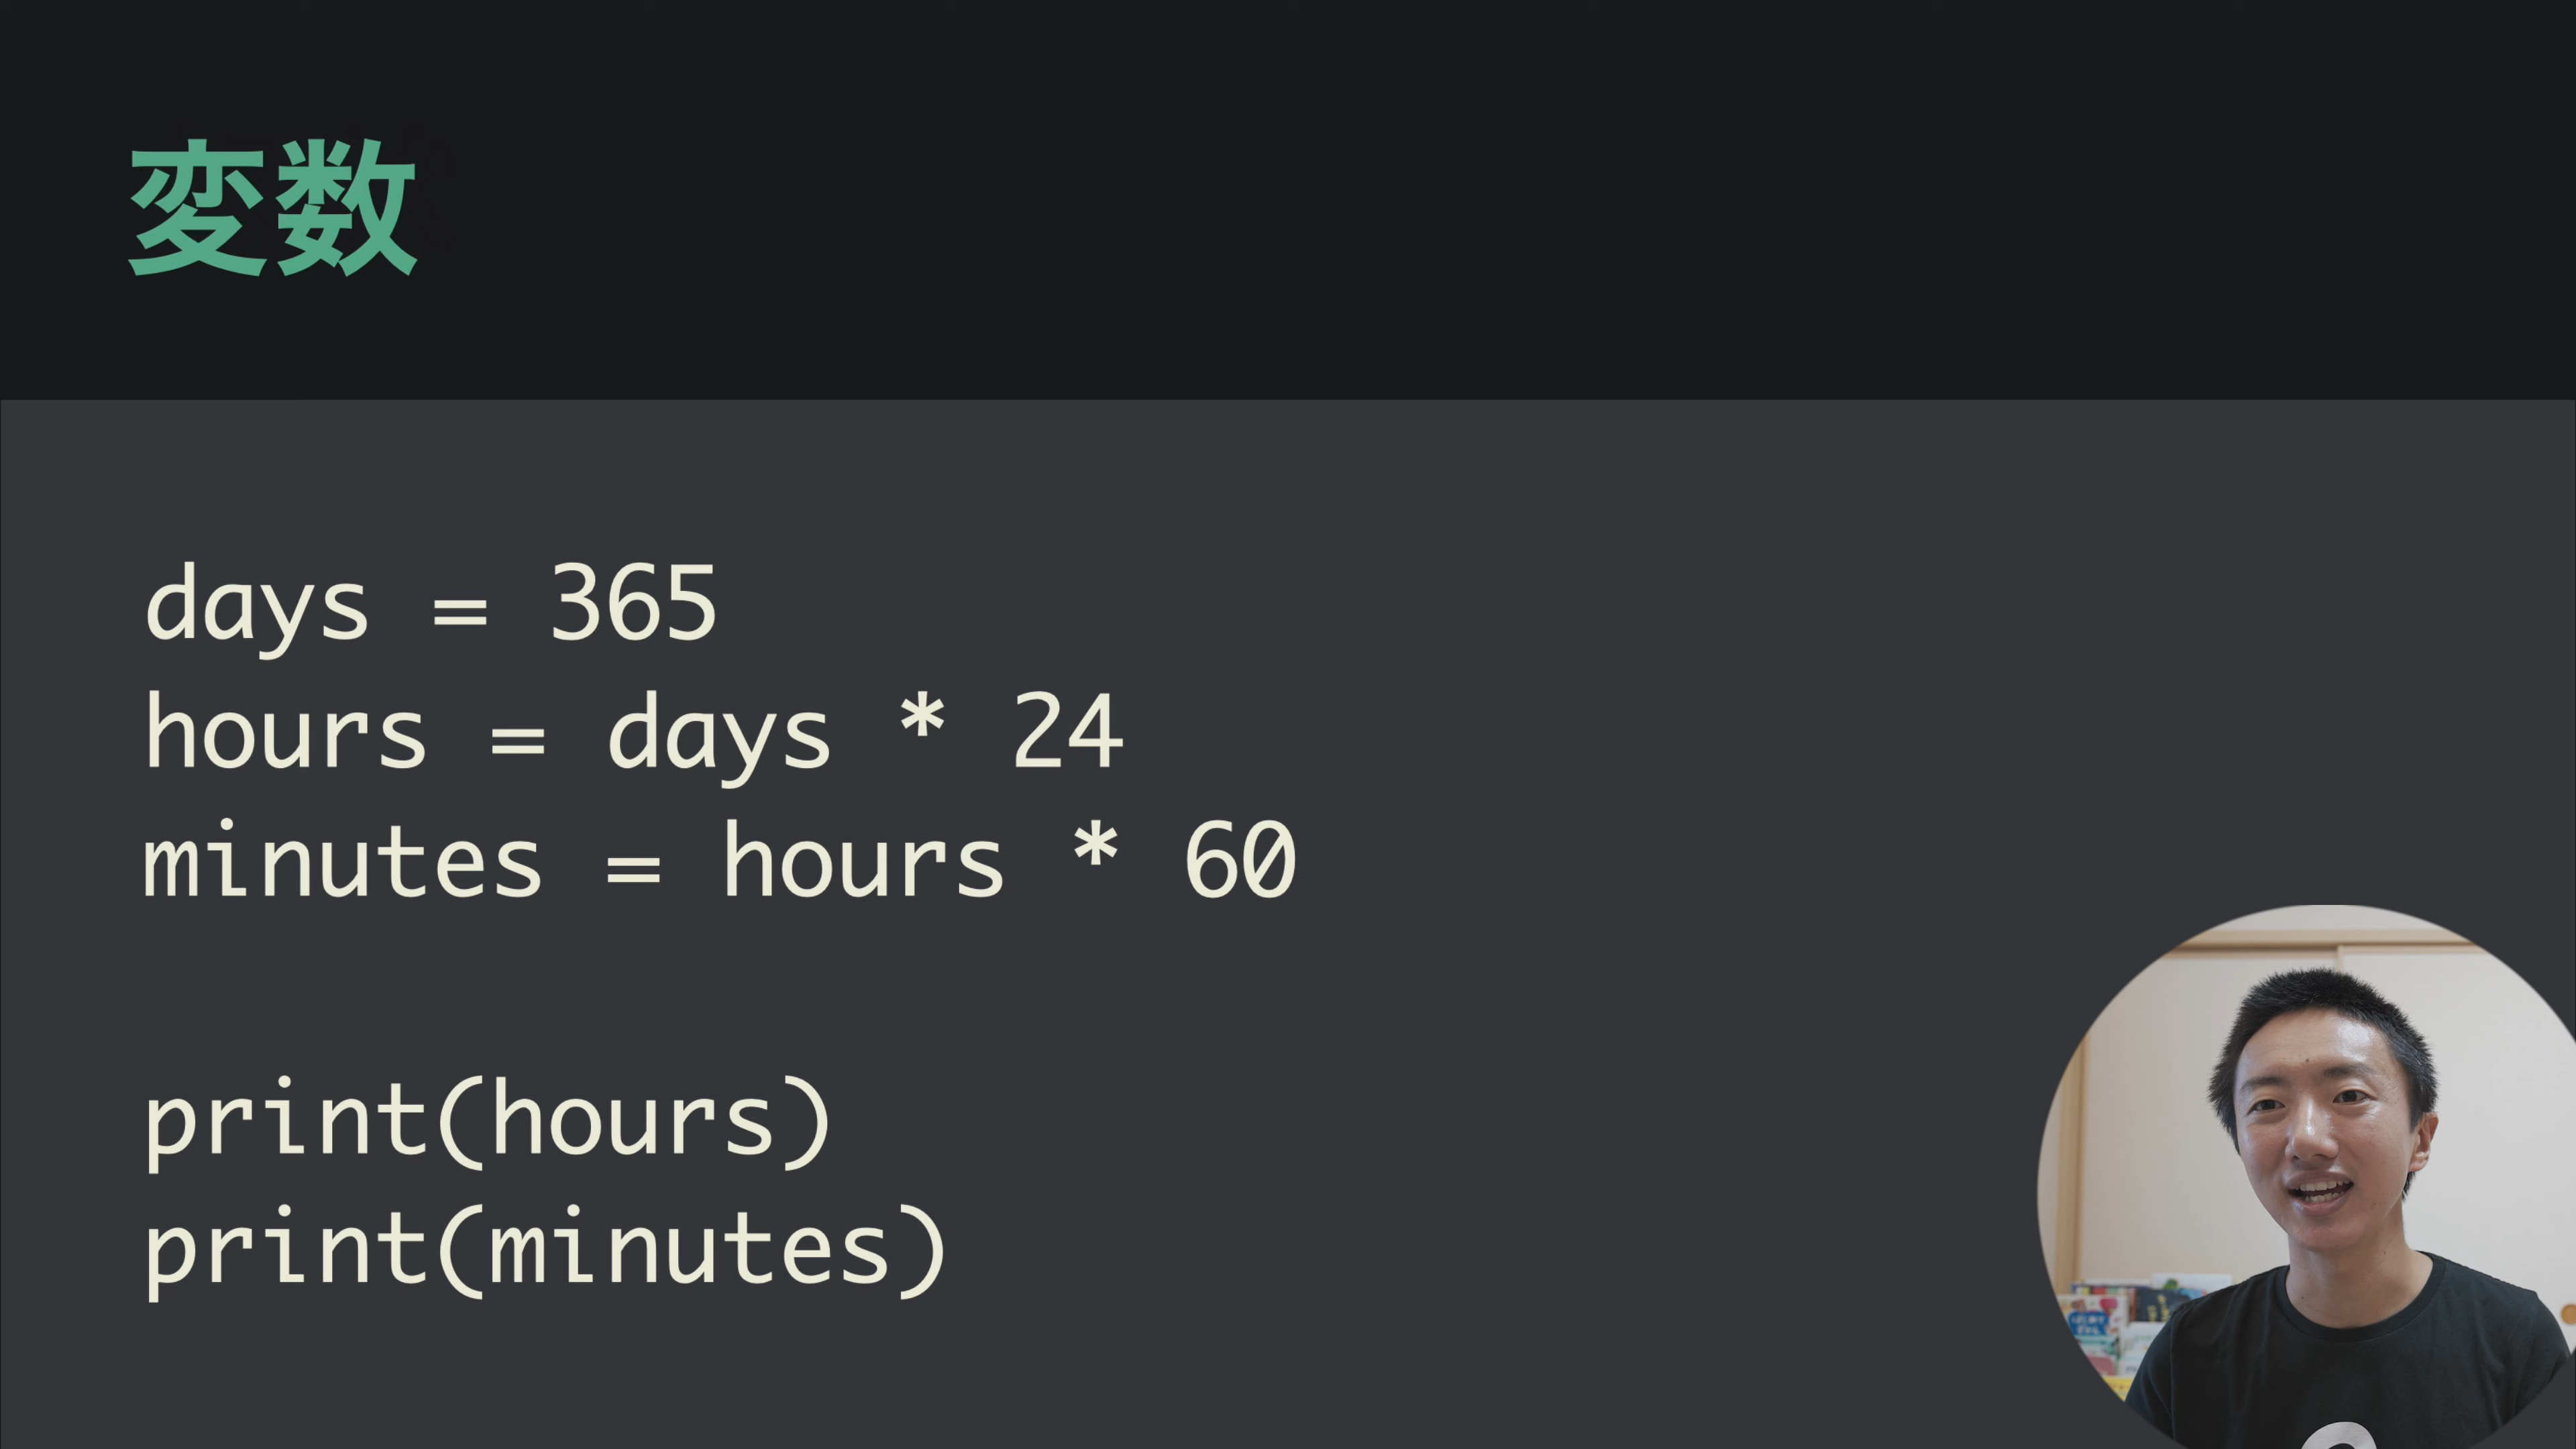 変数
days = 365
hours = days * 24
minutes = hours * 60
print(hours)
print(minutes)